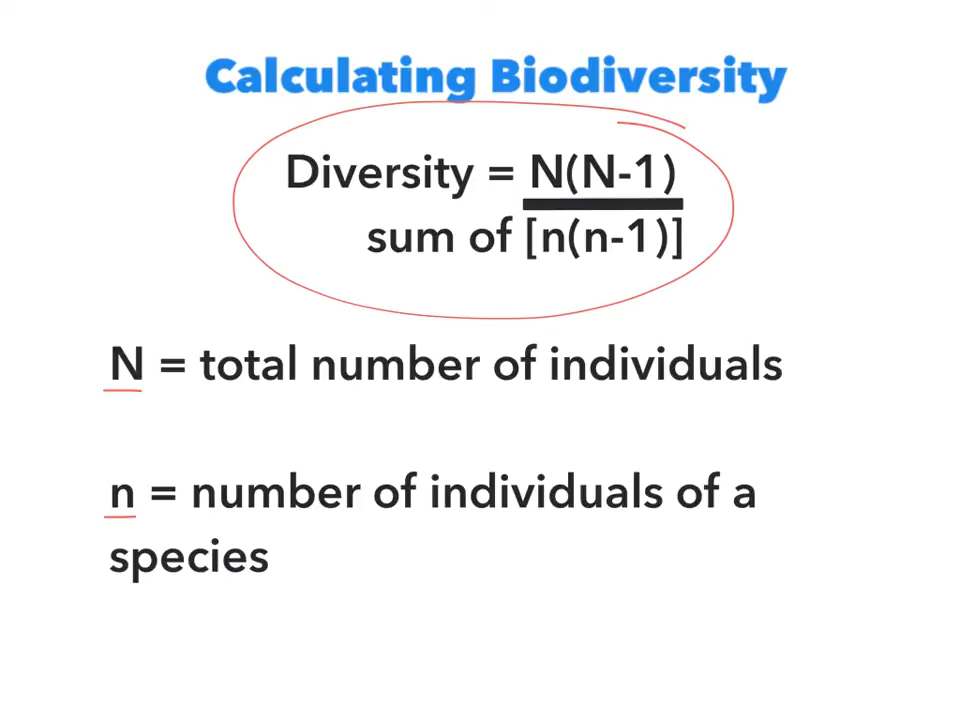 Calculating Biodiversity
Diversity = N(N-1)
sum of [n(n-1)]
N = total number of individuals
n = number of individuals of a
species